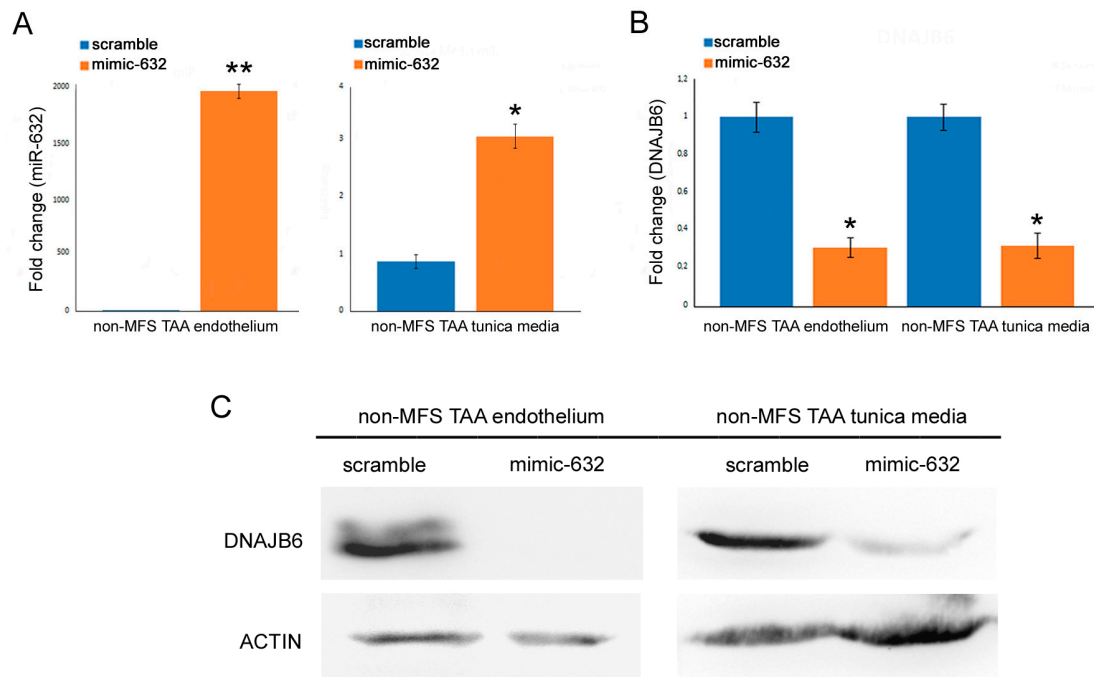 A
scramble
mimic-632
**
Fold change (miR-632)
2000
1500
1000
500
0
non-MFS TAA endothelium
scramble
mimic-632
*
4
3
2
1
0
non-MFS TAA tunica media
B
DNAJB6
scramble
mimic-632
Fold change (DNAJB6)
1,2
1
0,8
0,6
0,4
0,2
0
*
*
non-MFS TAA endothelium
non-MFS TAA tunica media
C
non-MFS TAA endothelium
non-MFS TAA tunica media
scramble
mimic-632
scramble
mimic-632
DNAJB6
ACTIN